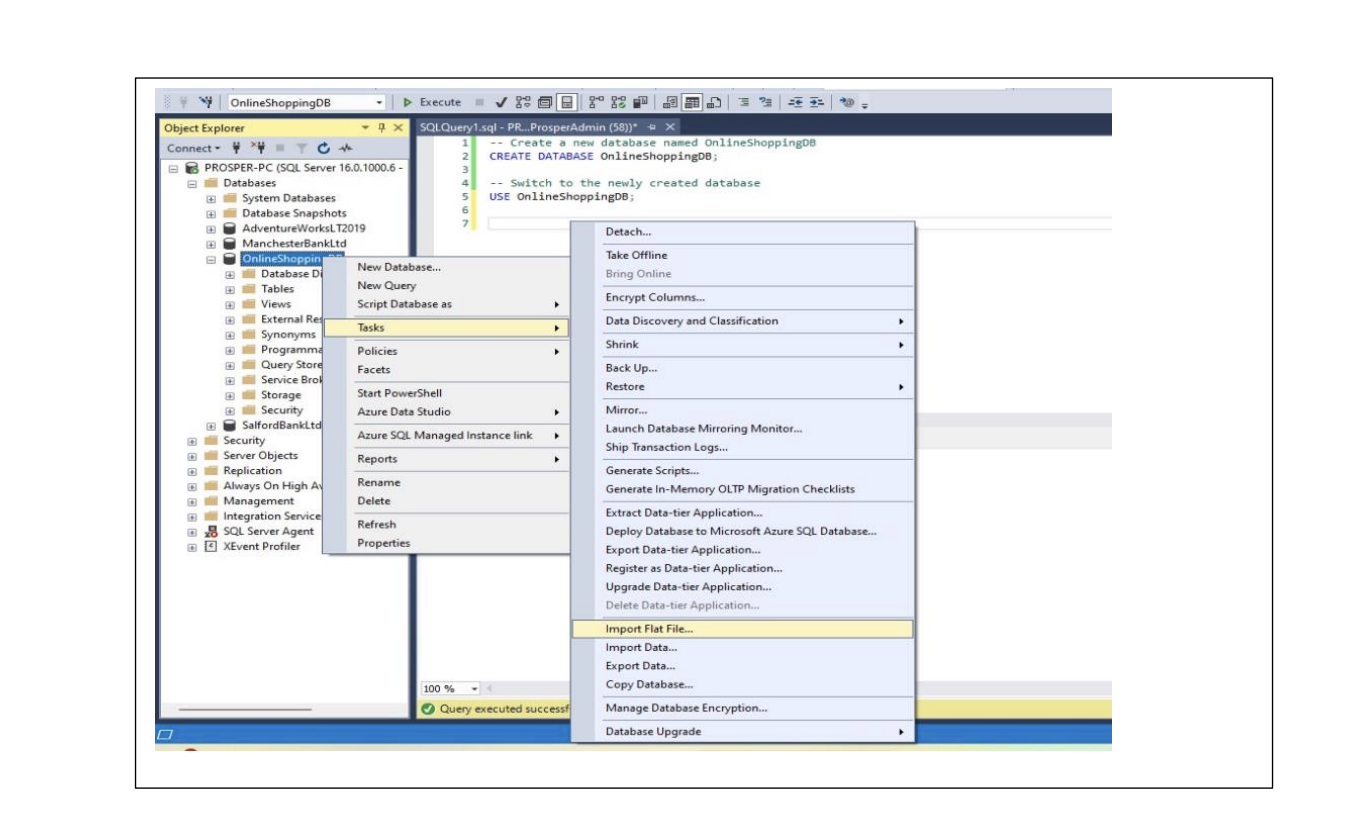 OnlineShoppingDB
Execute
Object Explorer
Connect
PROSPER-PC (SQL Server 16.0.1000.6 -
Databases
System Databases
Database Snapshots
AdventureWorksLT2019
ManchesterBankLtd
OnlineShoppingDB
Database Di
Tables
Views
External Res
Synonyms
Programma
Query Store
Service Brok
Storage
Security
SalfordBankLtd
Security
Server Objects
Replication
Always On High Av
Management
Integration Service
SQL Server Agent
XEvent Profiler
SQLQuery1.sql - PR...ProsperAdmin (58))*
1 -- Create a new database named OnlineShoppingDB
2 CREATE DATABASE OnlineShoppingDB;
3
4 -- Switch to the newly created database
5 USE OnlineShoppingDB;
6
7
New Database...
New Query
Script Database as
Tasks
Policies
Facets
Start PowerShell
Azure Data Studio
Azure SQL Managed Instance link
Reports
Rename
Delete
Refresh
Properties
Detach...
Take Offline
Bring Online
Encrypt Columns...
Data Discovery and Classification
Shrink
Back Up...
Restore
Mirror...
Launch Database Mirroring Monitor...
Ship Transaction Logs...
Generate Scripts...
Generate In-Memory OLTP Migration Checklists
Extract Data-tier Application...
Deploy Database to Microsoft Azure SQL Database...
Export Data-tier Application...
Register as Data-tier Application...
Upgrade Data-tier Application...
Delete Data-tier Application...
Import Flat File...
Import Data...
Export Data...
Copy Database...
Manage Database Encryption...
Database Upgrade
100 %
Query executed successf